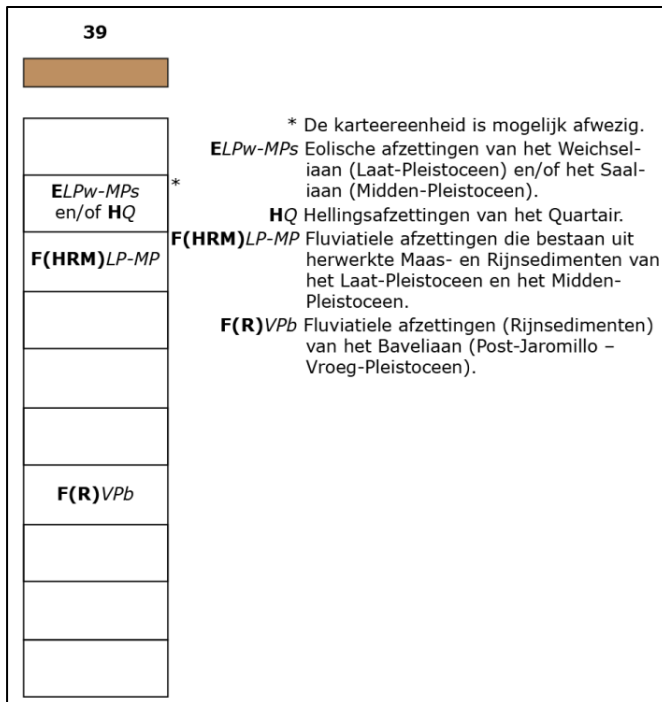 39
* De karteereenheid is mogelijk afwezig.
ELPw-MPs Eolische afzettingen van het Weichsel-
iaan (Laat-Pleistoceen) en/of het Saal-
iaan (Midden-Pleistoceen).
HQ Hellingsafzettingen van het Quartair.
F(HRM)LP-MP Fluviatiele afzettingen die bestaan uit
herwerkte Maas- en Rijnsedimenten van
het Laat-Pleistoceen en het Midden-
Pleistoceen.
F(R)VPb Fluviatiele afzettingen (Rijnsedimenten)
van het Baveliaan (Post-Jaromillo –
Vroeg-Pleistoceen).
ELPw-MPs *
en/of HQ
F(HRM)LP-MP
F(R)VPb